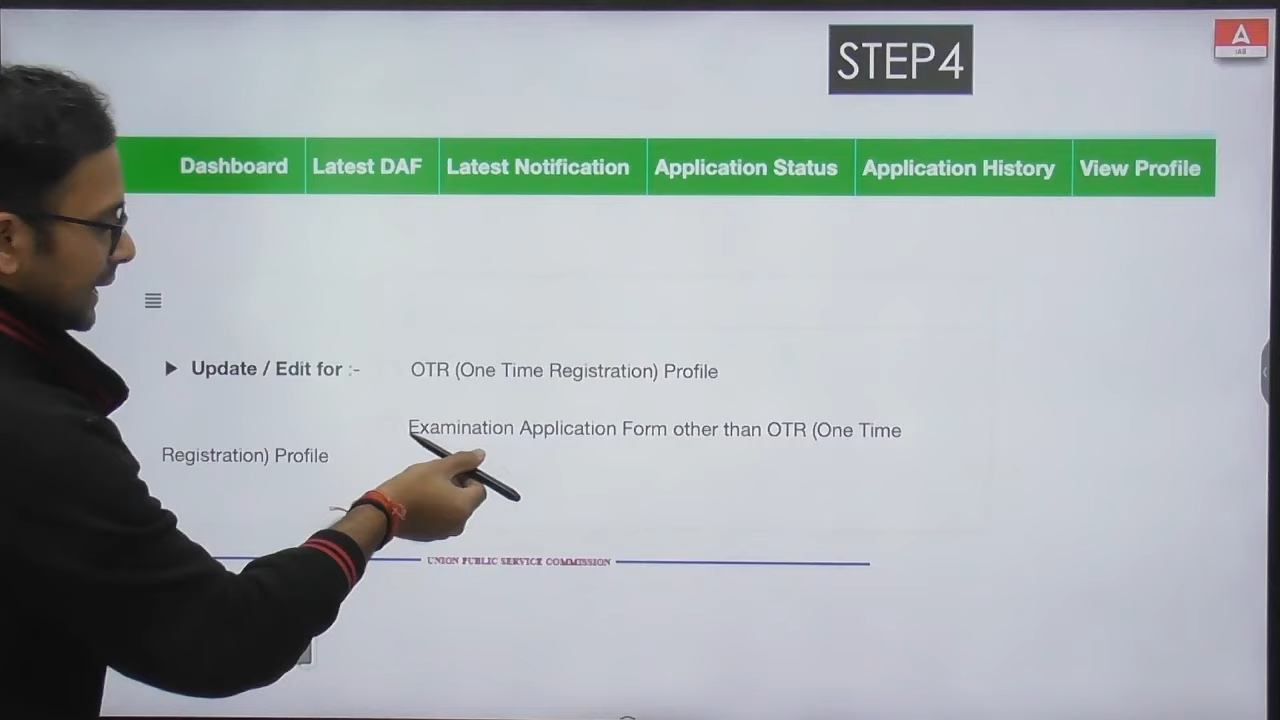 STEP4
IAS
Dashboard Latest DAF Latest Notification Application Status Application History View Profile
Update / Edit for :- OTR (One Time Registration) Profile
Examination Application Form other than OTR (One Time
Registration) Profile
UNION PUBLIC SERVICE COMMISSION